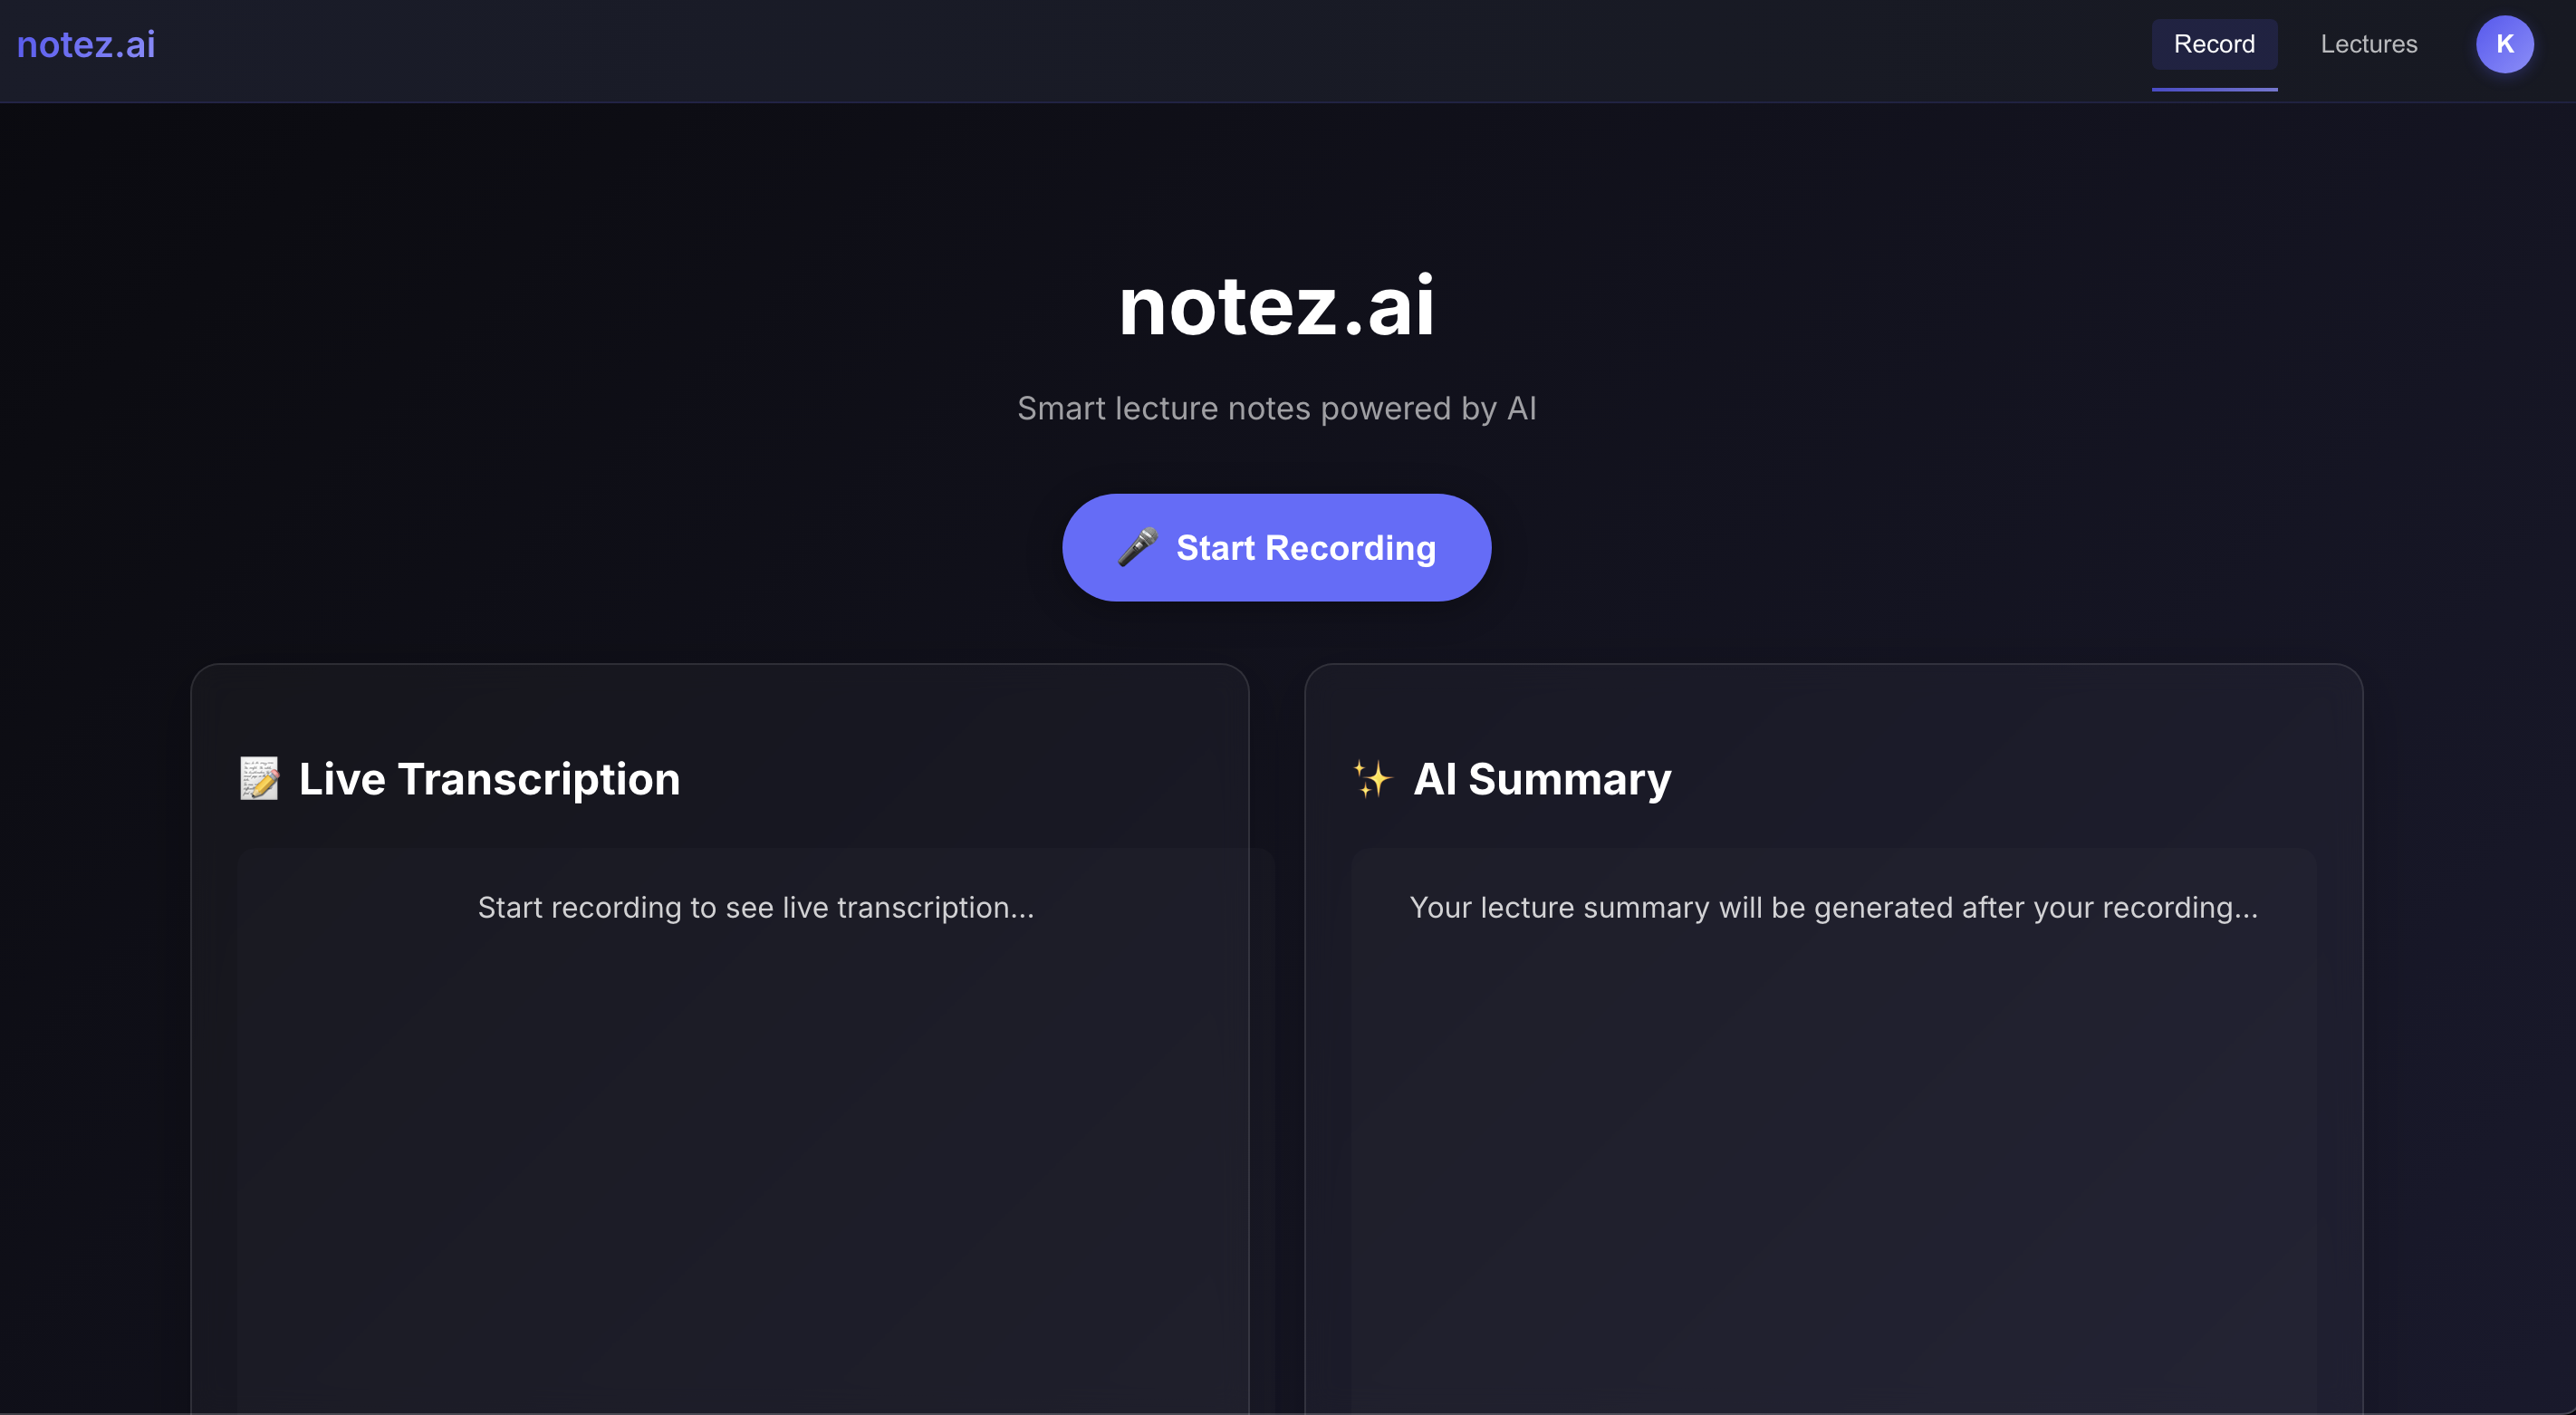 notez.ai
Record
Lectures
K
notez.ai
Smart lecture notes powered by AI
Start Recording
Live Transcription
AI Summary
Start recording to see live transcription...
Your lecture summary will be generated after your recording...